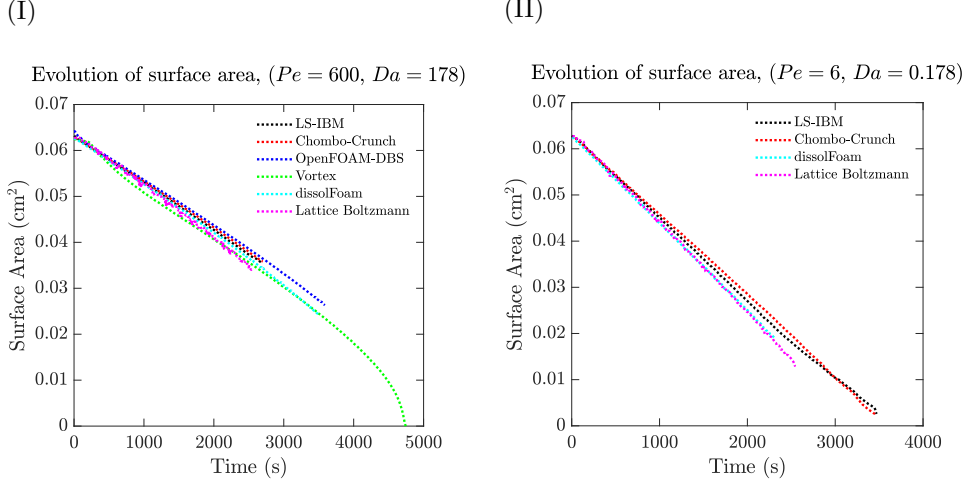 (I)
Evolution of surface area, (Pe = 600, Da = 178)
0.07
0.06
0.05
0.04
0.03
0.02
0.01
0
Surface Area (cm²)
0 1000 2000 3000 4000 5000
Time (s)
LS-IBM
Chombo-Crunch
OpenFOAM-DBS
Vortex
dissolFoam
Lattice Boltzmann
(II)
Evolution of surface area, (Pe = 6, Da = 0.178)
0.07
0.06
0.05
0.04
0.03
0.02
0.01
0
Surface Area (cm²)
0 1000 2000 3000 4000
Time (s)
LS-IBM
Chombo-Crunch
dissolFoam
Lattice Boltzmann